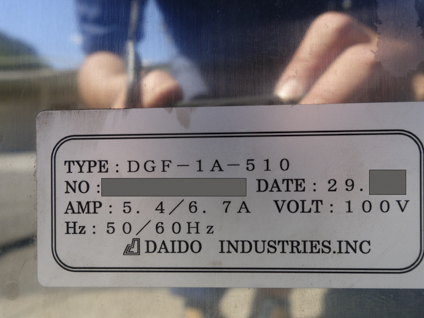 TYPE : DGF-1A-510
NO : DATE : 29.
AMP : 5.4/6.7A VOLT : 100V
Hz : 50/60Hz
DAIDO INDUSTRIES.INC